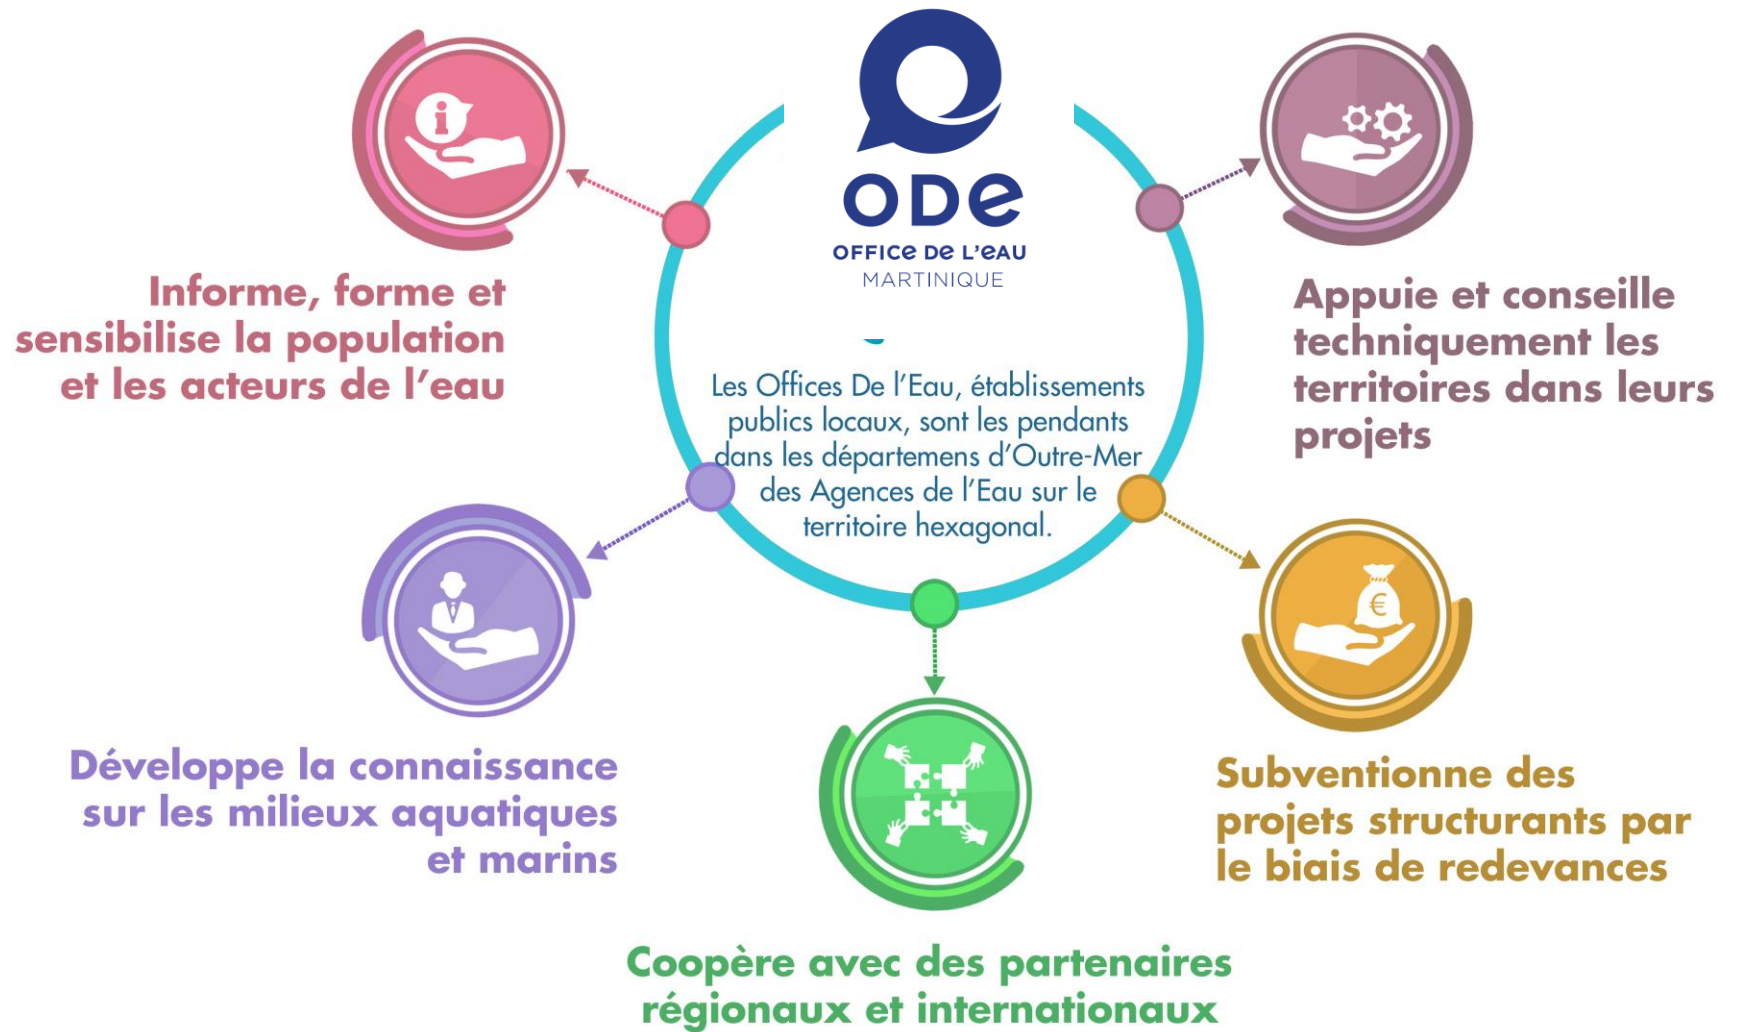 ODe
OFFICE DE L'EAU
MARTINIQUE
Informe, forme et
sensibilise la population
et les acteurs de l'eau
Appuie et conseille
techniquement les
territoires dans leurs
projets
Les Offices De l'Eau, établissements
publics locaux, sont les pendants
dans les départemens d'Outre-Mer
des Agences de l'Eau sur le
territoire hexagonal.
Développe la connaissance
sur les milieux aquatiques
et marins
€
Subventionne des
projets structurants par
le biais de redevances
Coopère avec des partenaires
régionaux et internationaux